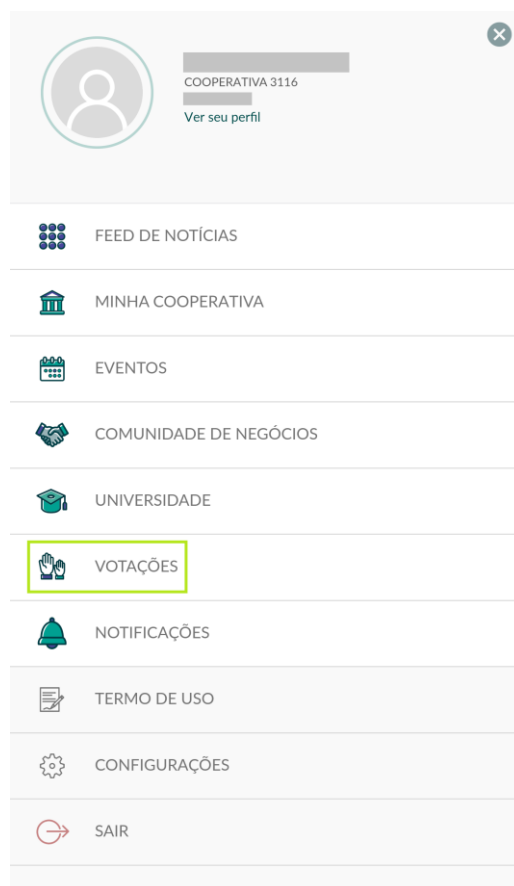 COOPERATIVA 3116
Ver seu perfil
FEED DE NOTÍCIAS
MINHA COOPERATIVA
EVENTOS
COMUNIDADE DE NEGÓCIOS
UNIVERSIDADE
VOTAÇÕES
NOTIFICAÇÕES
TERMO DE USO
CONFIGURAÇÕES
SAIR